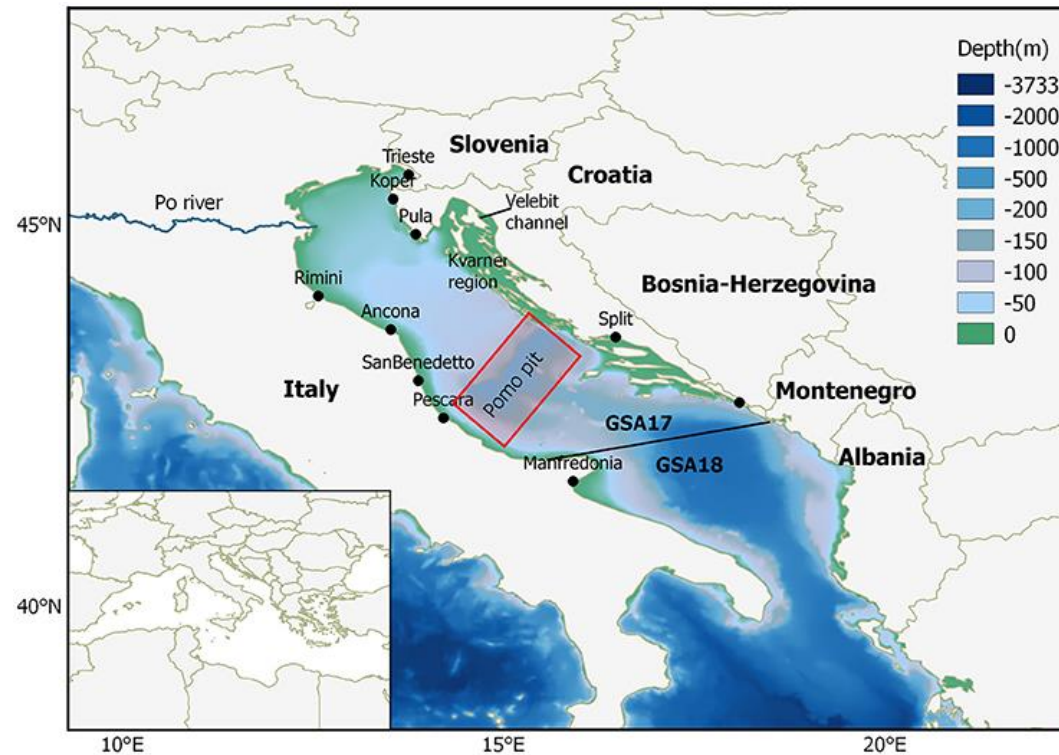 Depth(m)
-3733
-2000
-1000
-500
-200
-150
-100
-50
0
Slovenia
Trieste
Koper
Croatia
Po river
Pula
Velebit
channel
45°N
Kvarner
region
Rimini
Bosnia-Herzegovina
Ancona
Split
SanBenedetto
Italy
Pomo pit
Montenegro
Pescara
GSA17
Albania
Manfredonia
GSA18
40°N
10°E
15°E
20°E